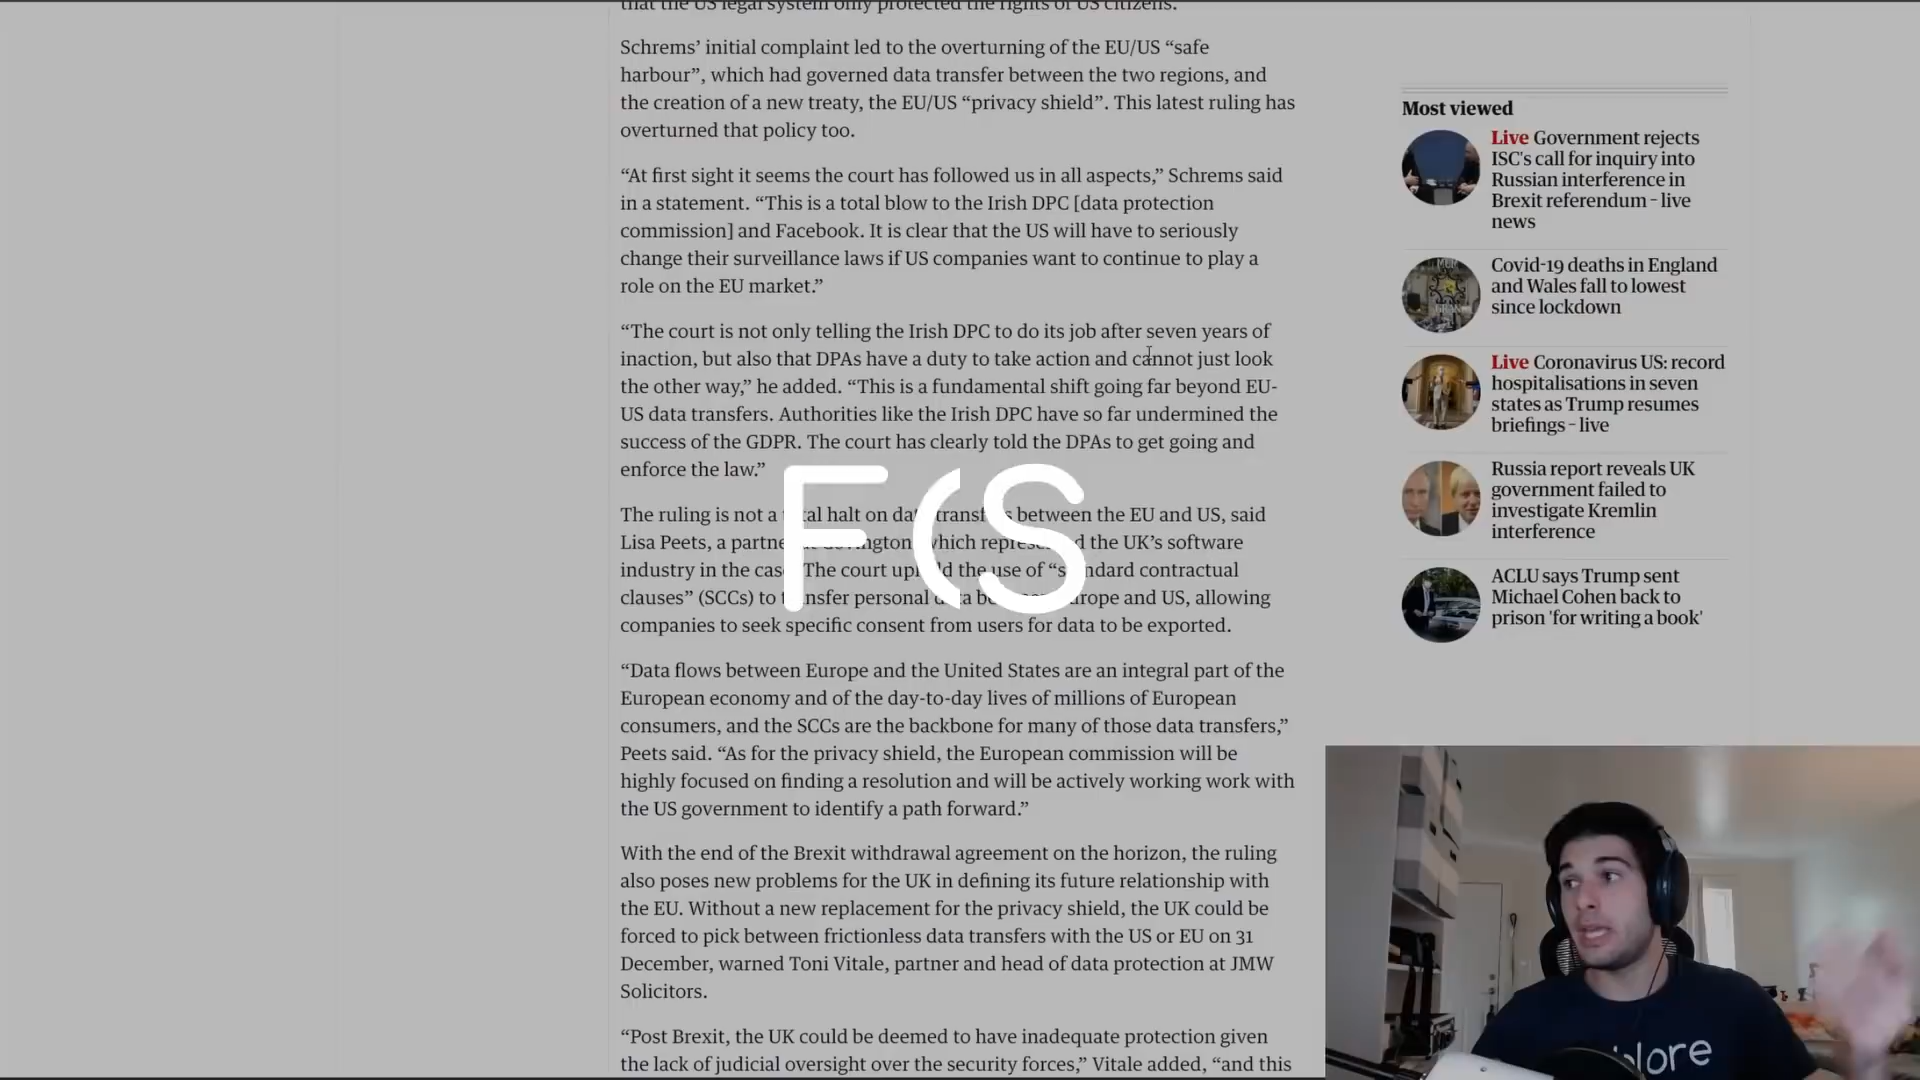 that the US legal system only protected the rights of US citizens.
Schrems’ initial complaint led to the overturning of the EU/US “safe
harbour”, which had governed data transfer between the two regions, and
the creation of a new treaty, the EU/US “privacy shield”. This latest ruling has
overturned that policy too.
“At first sight it seems the court has followed us in all aspects,” Schrems said
in a statement. “This is a total blow to the Irish DPC [data protection
commission] and Facebook. It is clear that the US will have to seriously
change their surveillance laws if US companies want to continue to play a
role on the EU market.”
“The court is not only telling the Irish DPC to do its job after seven years of
inaction, but also that DPAs have a duty to take action and cannot just look
the other way,” he added. “This is a fundamental shift going far beyond EU-
US data transfers. Authorities like the Irish DPC have so far undermined the
success of the GDPR. The court has clearly told the DPAs to get going and
enforce the law.”
The ruling is not a between the EU and US, said
Lisa Peets, a the UK’s software
industry in the the use of contractual
clauses” (SCCs) to personal and US, allowing
companies to seek specific consent from users for data to be exported.
“Data flows between Europe and the United States are an integral part of the
European economy and of the day-to-day lives of millions of European
consumers, and the SCCs are the backbone for many of those data transfers,”
Peets said. “As for the privacy shield, the European commission will be
highly focused on finding a resolution and will be actively working work with
the US government to identify a path forward.”
With the end of the Brexit withdrawal agreement on the horizon, the ruling
also poses new problems for the UK in defining its future relationship with
the EU. Without a new replacement for the privacy shield, the UK could be
forced to pick between frictionless data transfers with the US or EU on 31
December, warned Toni Vitale, partner and head of data protection at JMW
Solicitors.
“Post Brexit, the UK could be deemed to have inadequate protection given
the lack of judicial oversight over the security forces,” Vitale added, “and this
Most viewed
Live Government rejects
ISC's call for inquiry into
Russian interference in
Brexit referendum – live
news
Covid-19 deaths in England
and Wales fall to lowest
since lockdown
Live Coronavirus US: record
hospitalisations in seven
states as Trump resumes
briefings – live
Russia report reveals UK
government failed to
investigate Kremlin
interference
ACLU says Trump sent
Michael Cohen back to
prison 'for writing a book'